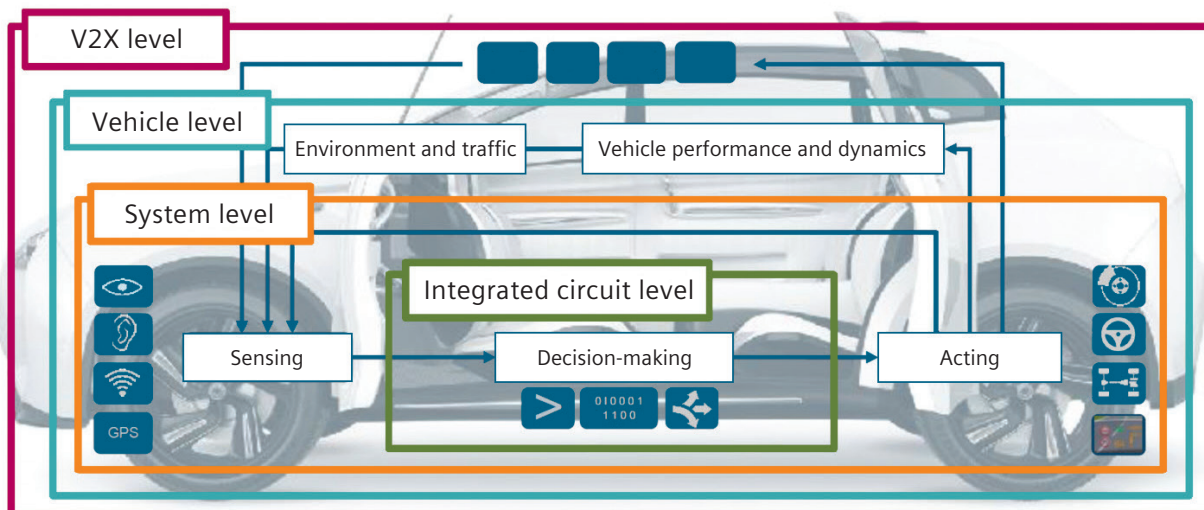 V2X level
Vehicle level
Environment and traffic
Vehicle performance and dynamics
System level
Integrated circuit level
Sensing
Decision-making
Acting
>
010001
1100
GPS